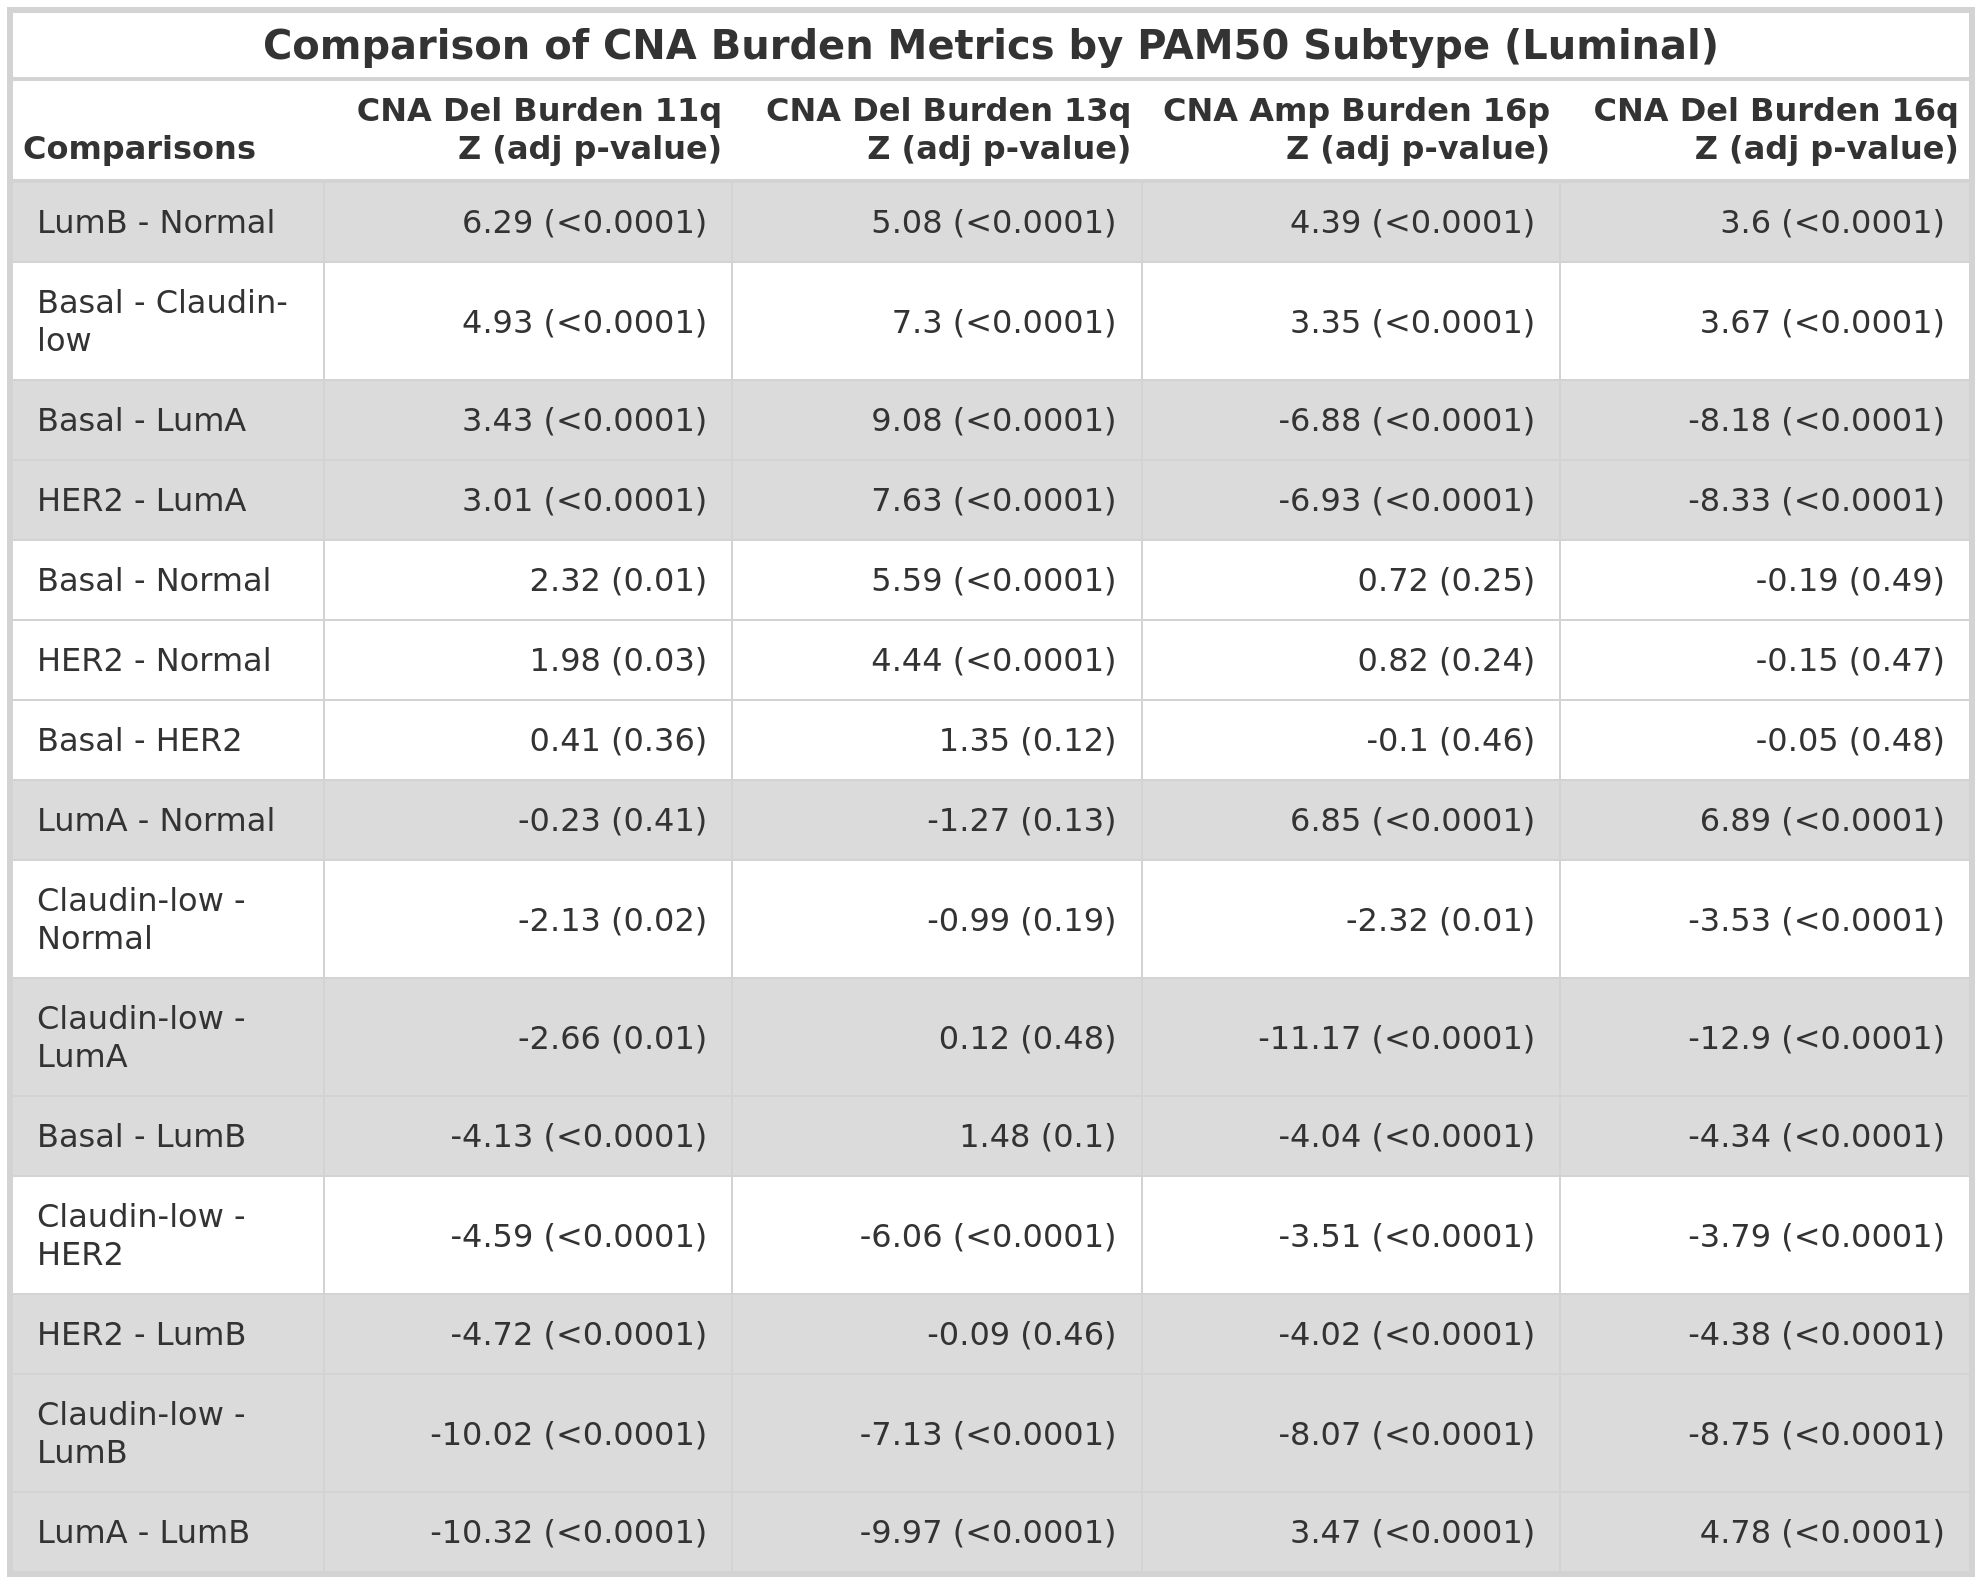 Comparison of CNA Burden Metrics by PAM50 Subtype (Luminal)
Comparisons CNA Del Burden 11q Z (adj p-value) CNA Del Burden 13q Z (adj p-value) CNA Amp Burden 16p Z (adj p-value) CNA Del Burden 16q Z (adj p-value)
LumB - Normal 6.29 (<0.0001) 5.08 (<0.0001) 4.39 (<0.0001) 3.6 (<0.0001)
Basal - Claudin-low 4.93 (<0.0001) 7.3 (<0.0001) 3.35 (<0.0001) 3.67 (<0.0001)
Basal - LumA 3.43 (<0.0001) 9.08 (<0.0001) -6.88 (<0.0001) -8.18 (<0.0001)
HER2 - LumA 3.01 (<0.0001) 7.63 (<0.0001) -6.93 (<0.0001) -8.33 (<0.0001)
Basal - Normal 2.32 (0.01) 5.59 (<0.0001) 0.72 (0.25) -0.19 (0.49)
HER2 - Normal 1.98 (0.03) 4.44 (<0.0001) 0.82 (0.24) -0.15 (0.47)
Basal - HER2 0.41 (0.36) 1.35 (0.12) -0.1 (0.46) -0.05 (0.48)
LumA - Normal -0.23 (0.41) -1.27 (0.13) 6.85 (<0.0001) 6.89 (<0.0001)
Claudin-low - Normal -2.13 (0.02) -0.99 (0.19) -2.32 (0.01) -3.53 (<0.0001)
Claudin-low - LumA -2.66 (0.01) 0.12 (0.48) -11.17 (<0.0001) -12.9 (<0.0001)
Basal - LumB -4.13 (<0.0001) 1.48 (0.1) -4.04 (<0.0001) -4.34 (<0.0001)
Claudin-low - HER2 -4.59 (<0.0001) -6.06 (<0.0001) -3.51 (<0.0001) -3.79 (<0.0001)
HER2 - LumB -4.72 (<0.0001) -0.09 (0.46) -4.02 (<0.0001) -4.38 (<0.0001)
Claudin-low - LumB -10.02 (<0.0001) -7.13 (<0.0001) -8.07 (<0.0001) -8.75 (<0.0001)
LumA - LumB -10.32 (<0.0001) -9.97 (<0.0001) 3.47 (<0.0001) 4.78 (<0.0001)